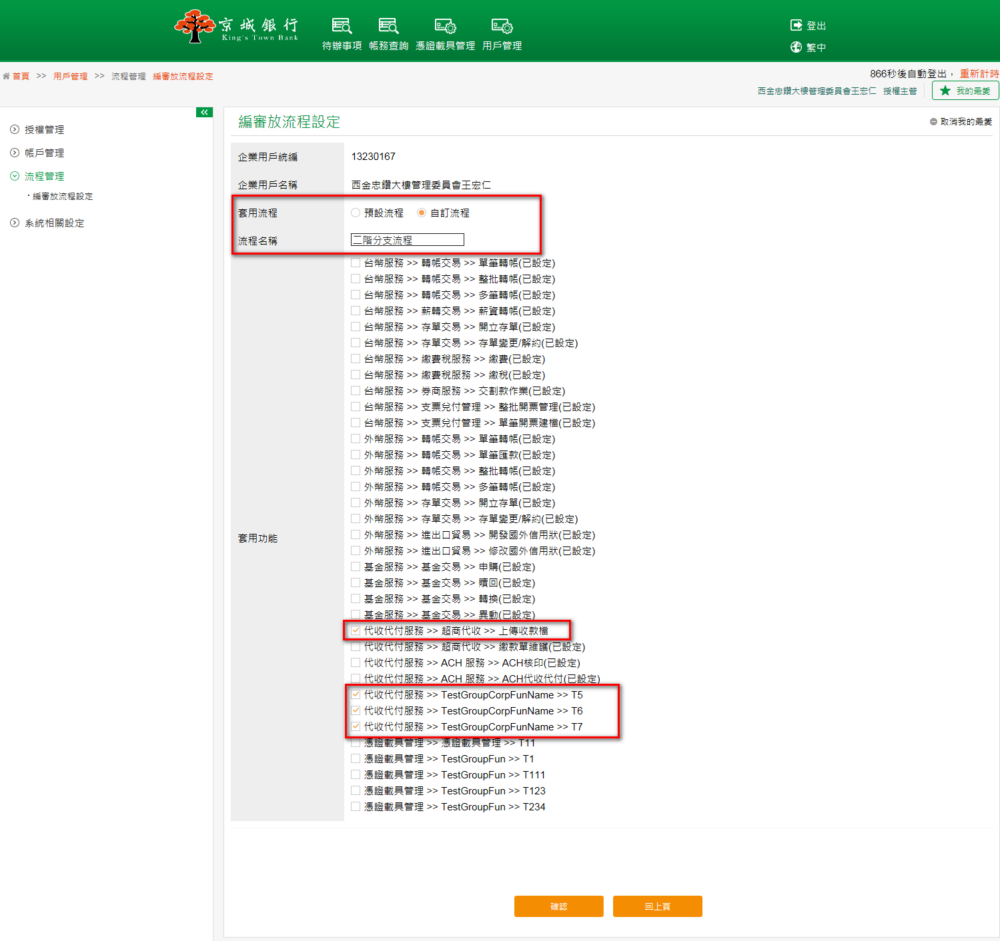 京城銀行
King's Town Bank
待辦事項 帳務查詢 憑證載具管理 用戶管理
登出
繁中
首頁 >> 用戶管理 >> 流程管理 編審放流程設定
866秒後自動登出， 重新計時
西金忠鑽大樓管理委員會王宏仁 授權主管
我的最愛
授權管理
帳戶管理
流程管理
・編審放流程設定
系統相關設定
編審放流程設定
取消我的最愛
企業用戶統編 13230167
企業用戶名稱 西金忠鑽大樓管理委員會王宏仁
套用流程 預設流程 自訂流程
流程名稱 二階分支流程
套用功能
台幣服務 >> 轉帳交易 >> 單筆轉帳(已設定)
台幣服務 >> 轉帳交易 >> 整批轉帳(已設定)
台幣服務 >> 轉帳交易 >> 多筆轉帳(已設定)
台幣服務 >> 薪轉交易 >> 薪資轉帳(已設定)
台幣服務 >> 存單交易 >> 開立存單(已設定)
台幣服務 >> 存單交易 >> 存單變更/解約(已設定)
台幣服務 >> 繳費稅服務 >> 繳費(已設定)
台幣服務 >> 繳費稅服務 >> 繳稅(已設定)
台幣服務 >> 券商服務 >> 交割款作業(已設定)
台幣服務 >> 支票兌付管理 >> 整批開票管理(已設定)
台幣服務 >> 支票兌付管理 >> 單筆開票建檔(已設定)
外幣服務 >> 轉帳交易 >> 單筆轉帳(已設定)
外幣服務 >> 轉帳交易 >> 單筆匯款(已設定)
外幣服務 >> 轉帳交易 >> 整批轉帳(已設定)
外幣服務 >> 轉帳交易 >> 多筆轉帳(已設定)
外幣服務 >> 存單交易 >> 開立存單(已設定)
外幣服務 >> 存單交易 >> 存單變更/解約(已設定)
外幣服務 >> 進出口貿易 >> 開發國外信用狀(已設定)
外幣服務 >> 進出口貿易 >> 修改國外信用狀(已設定)
基金服務 >> 基金交易 >> 申購(已設定)
基金服務 >> 基金交易 >> 贖回(已設定)
基金服務 >> 基金交易 >> 轉換(已設定)
基金服務 >> 基金交易 >> 異動(已設定)
代收代付服務 >> 超商代收 >> 上傳收款檔
代收代付服務 >> 超商代收 >> 繳款單維護(已設定)
代收代付服務 >> ACH 服務 >> ACH核印(已設定)
代收代付服務 >> ACH 服務 >> ACH代收代付(已設定)
代收代付服務 >> TestGroupCorpFunName >> T5
代收代付服務 >> TestGroupCorpFunName >> T6
代收代付服務 >> TestGroupCorpFunName >> T7
憑證載具管理 >> 憑證載具管理 >> T11
憑證載具管理 >> TestGroupFun >> T1
憑證載具管理 >> TestGroupFun >> T111
憑證載具管理 >> TestGroupFun >> T123
憑證載具管理 >> TestGroupFun >> T234
確認 回上頁